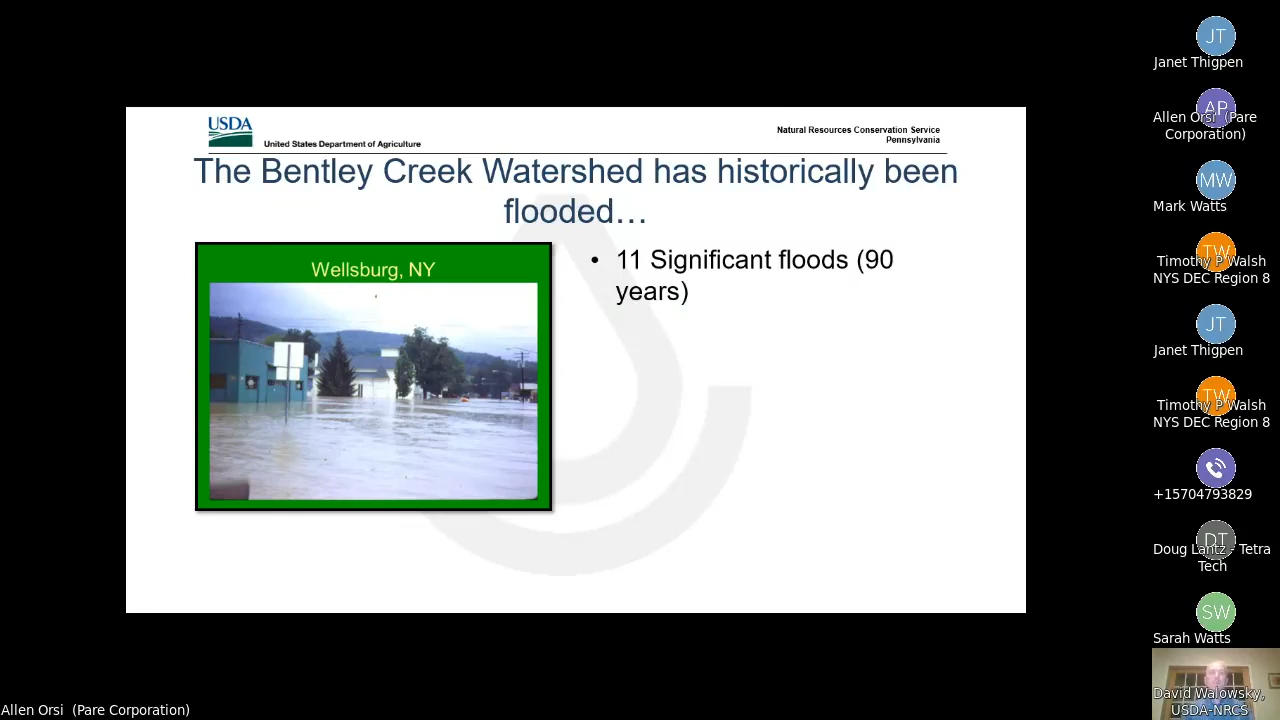 USDA
United States Department of Agriculture
Natural Resources Conservation Service
Pennsylvania
The Bentley Creek Watershed has historically been
flooded…
Wellsburg, NY
• 11 Significant floods (90
years)
JT
Janet Thigpen
AP
Allen Orsi (Pare
Corporation)
MW
Mark Watts
TW
Timothy P Walsh
NYS DEC Region 8
JT
Janet Thigpen
TW
Timothy P Walsh
NYS DEC Region 8
+15704793829
DT
Doug Lantz - Tetra
Tech
SW
Sarah Watts
David Walowsky,
USDA-NRCS
Allen Orsi (Pare Corporation)